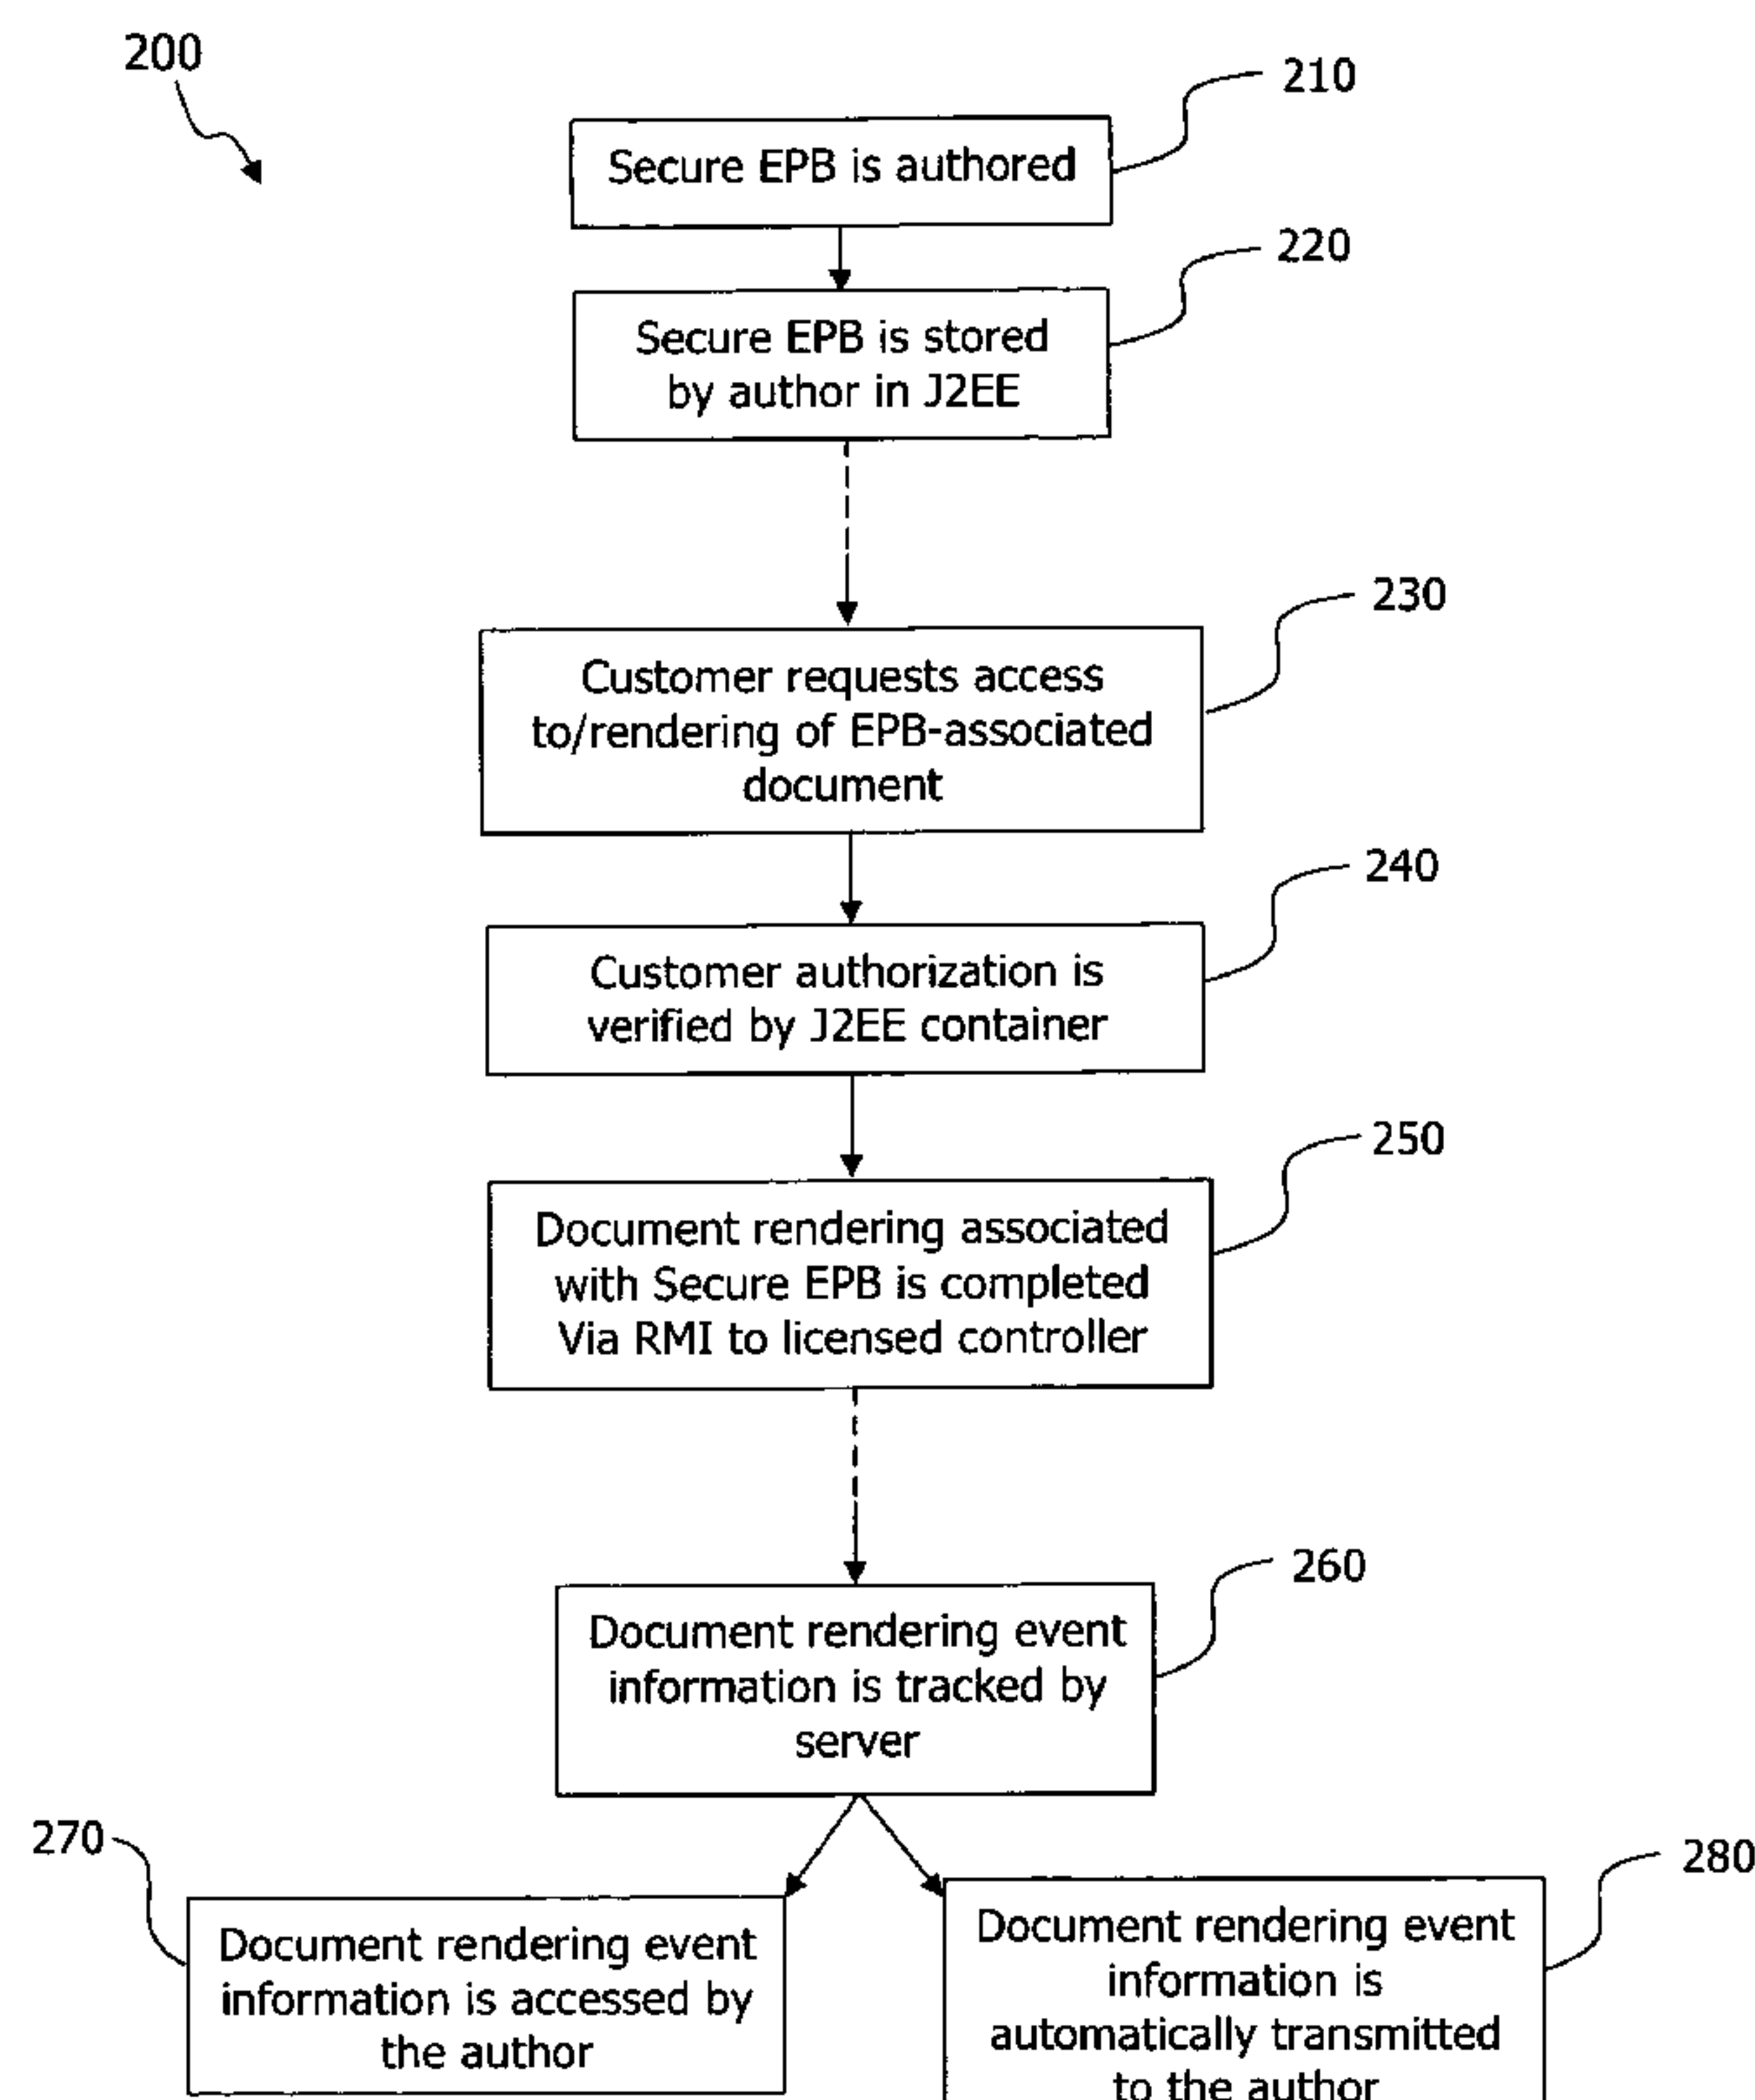 200
210
Secure EPB is authored
220
Secure EPB is stored
by author in J2EE
230
Customer requests access
to/rendering of EPB-associated
document
240
Customer authorization is
verified by J2EE container
250
Document rendering associated
with Secure EPB is completed
Via RMI to licensed controller
260
Document rendering event
information is tracked by
server
270
Document rendering event
information is accessed by
the author
280
Document rendering event
information is
automatically transmitted
to the author